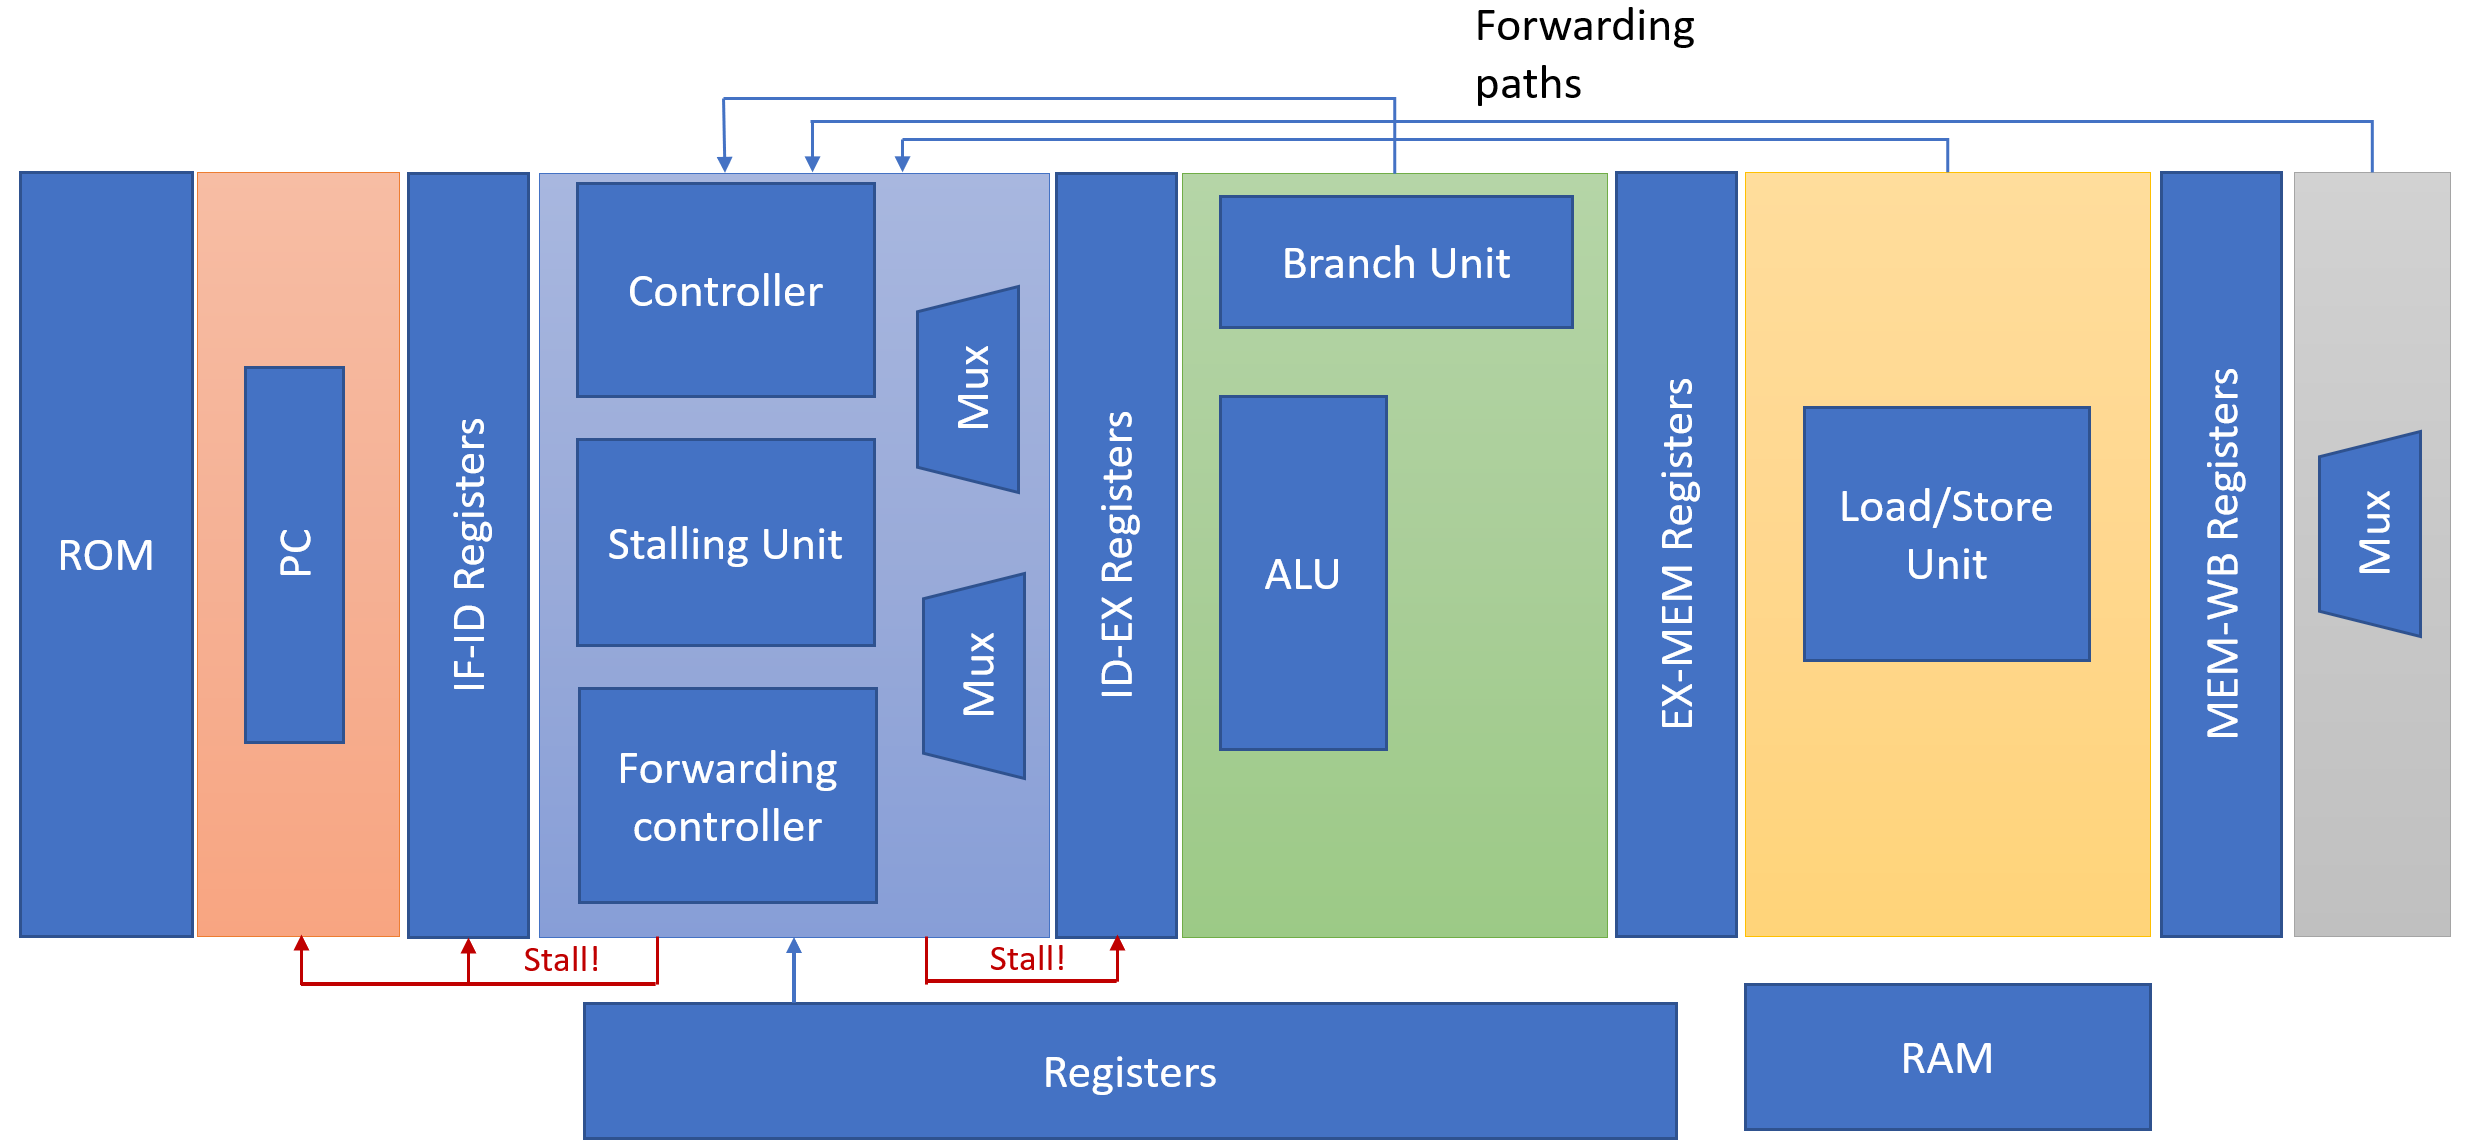 Forwarding
paths
ROM
PC
IF-ID Registers
Controller
Stalling Unit
Forwarding
controller
Mux
Mux
ID-EX Registers
Branch Unit
ALU
EX-MEM Registers
Load/Store
Unit
MEM-WB Registers
Mux
Stall!
Stall!
Registers
RAM